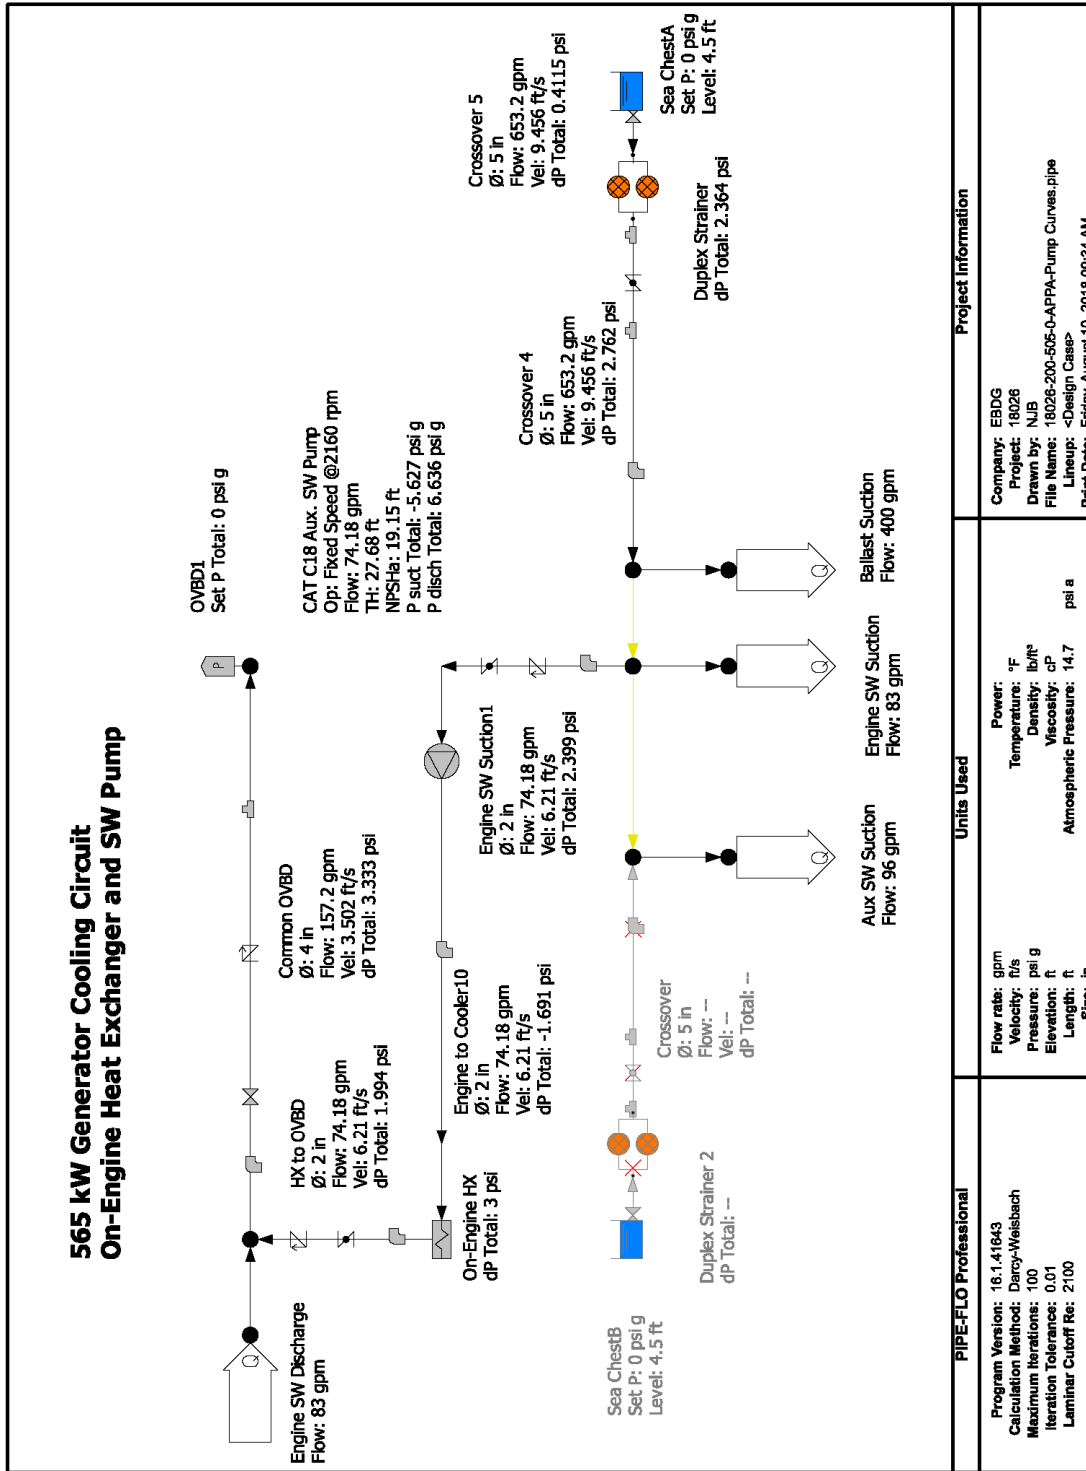 565 kW Generator Cooling Circuit
On-Engine Heat Exchanger and SW Pump
Engine SW Discharge
Flow: 83 gpm
HX to OVBD
Ø: 2 in
Flow: 74.18 gpm
Vel: 6.21 ft/s
dP Total: 1.994 psi
Common OVBD
Ø: 4 in
Flow: 157.2 gpm
Vel: 3.502 ft/s
dP Total: 3.333 psi
OVBD1
Set P Total: 0 psi g
P
Q
CAT C18 Aux. SW Pump
Op: Fixed Speed @2160 rpm
Flow: 74.18 gpm
TH: 27.68 ft
NPSHa: 19.15 ft
P suct Total: -5.627 psi g
P disch Total: 6.636 psi g
On-Engine HX
dP Total: 3 psi
Engine to Cooler10
Ø: 2 in
Flow: 74.18 gpm
Vel: 6.21 ft/s
dP Total: -1.691 psi
Engine SW Suction1
Ø: 2 in
Flow: 74.18 gpm
Vel: 6.21 ft/s
dP Total: 2.399 psi
Crossover 4
Ø: 5 in
Flow: 653.2 gpm
Vel: 9.456 ft/s
dP Total: 2.762 psi
Crossover 5
Ø: 5 in
Flow: 653.2 gpm
Vel: 9.456 ft/s
dP Total: 0.4115 psi
Sea ChestB
Set P: 0 psi g
Level: 4.5 ft
Duplex Strainer 2
dP Total: --
Crossover
Ø: 5 in
Flow: --
Vel: --
dP Total: --
Duplex Strainer
dP Total: 2.364 psi
Sea ChestA
Set P: 0 psi g
Level: 4.5 ft
Q
Q
Q
Aux SW Suction
Flow: 96 gpm
Engine SW Suction
Flow: 83 gpm
Ballast Suction
Flow: 400 gpm
PIPE-FLO Professional
Program Version: 16.1.41643
Calculation Method: Darcy-Weisbach
Maximum Iterations: 100
Iteration Tolerance: 0.01
Laminar Cutoff Re: 2100
Units Used
Flow rate: gpm
Velocity: ft/s
Pressure: psi g
Elevation: ft
Length: ft
Size: in
Power:
Temperature: °F
Density: lb/ft³
Viscosity: cP
Atmospheric Pressure: 14.7 psi a
Project Information
Company: EBDG
Project: 18026
Drawn by: NJB
File Name: 18026-200-505-0-APPA-Pump Curves.pipe
Lineup: <Design Case>
Print Date: Friday, August 10, 2018 09:34 AM